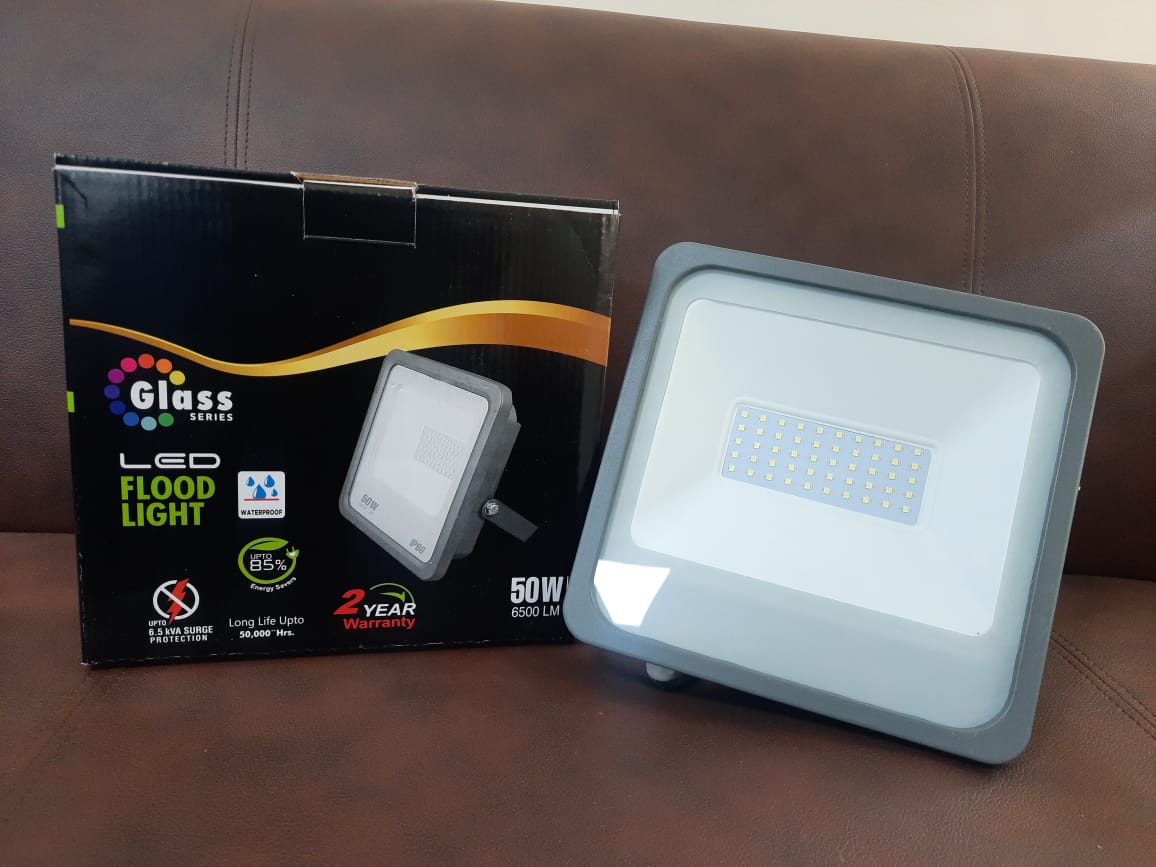 Glass
SERIES
LED
FLOOD
LIGHT
WATERPROOF
UPTO
85%
Energy Savers
UPTO
6.5 kVA SURGE
PROTECTION
Long Life Upto
50,000 Hrs.
2 YEAR
Warranty
50W
IP66
50W
6500 LM